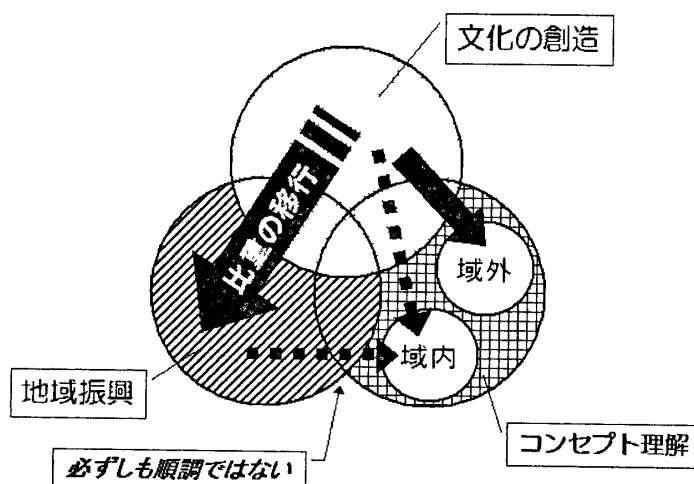 文化の創造
比重の移行
域外
域内
地域振興
コンセプト理解
必ずしも順調ではない